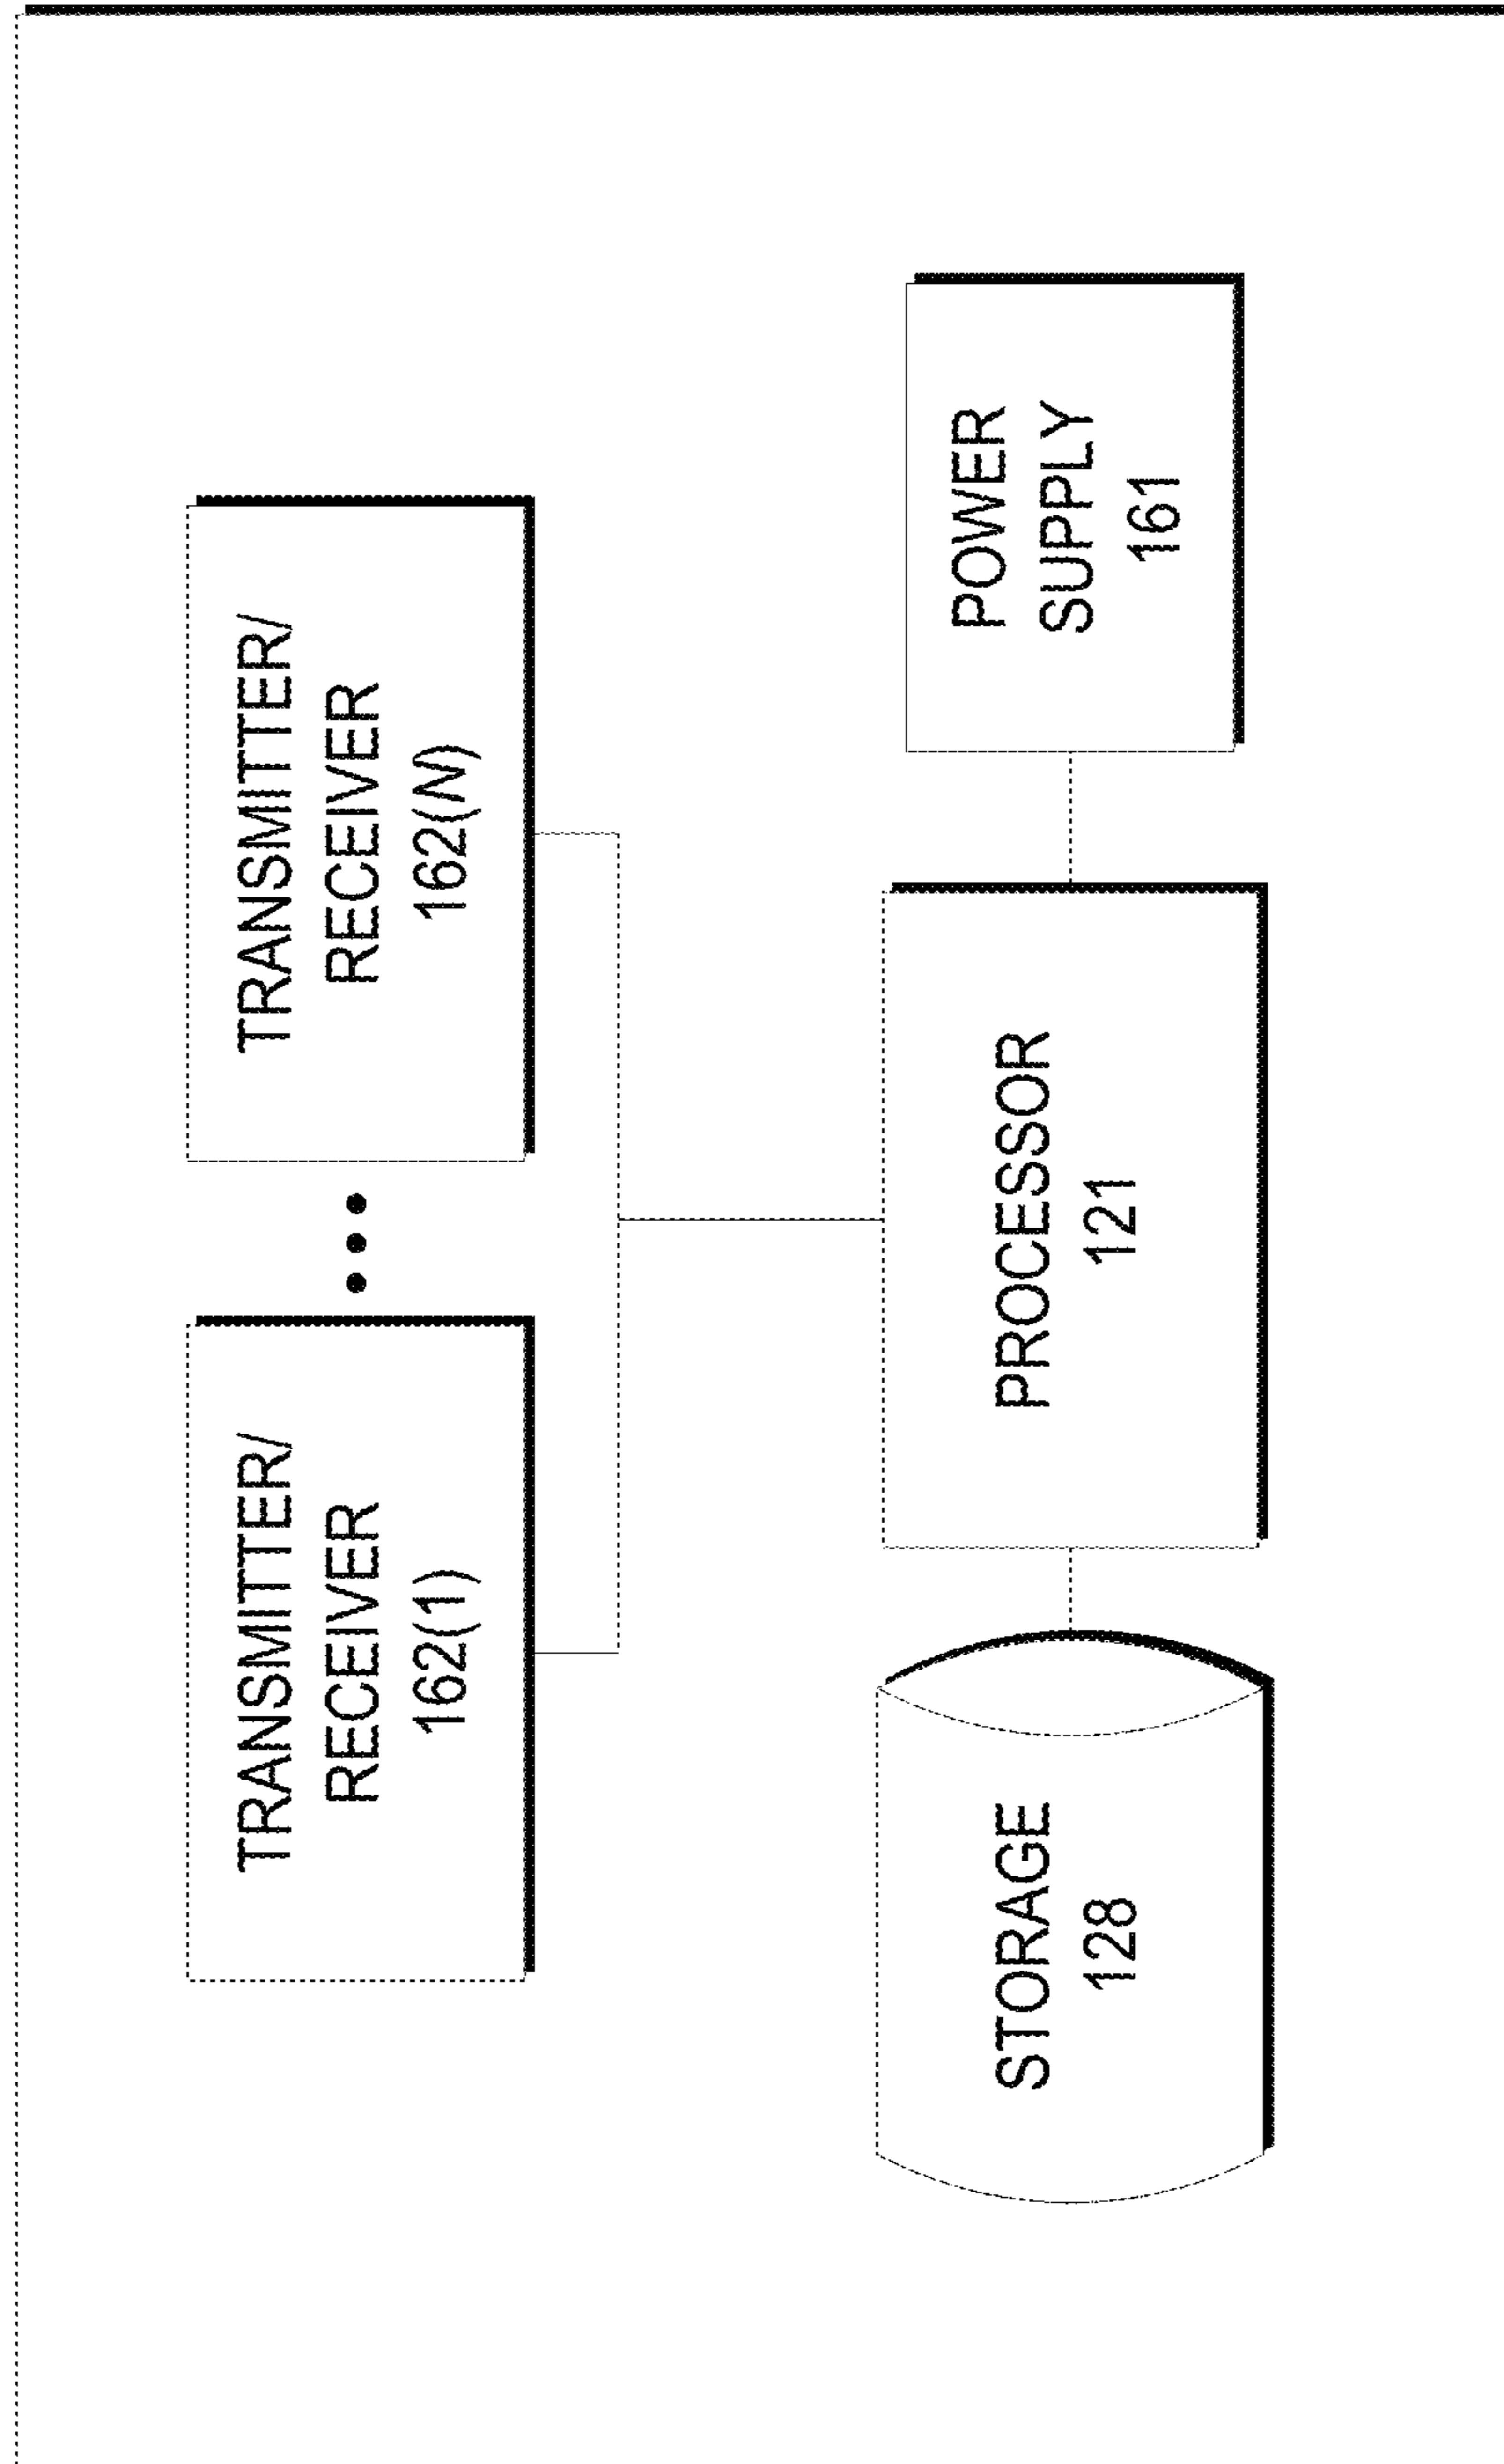 TRANSMITTER/
RECEIVER
162(1)
TRANSMITTER/
RECEIVER
162(N)
STORAGE
128
PROCESSOR
121
POWER
SUPPLY
161